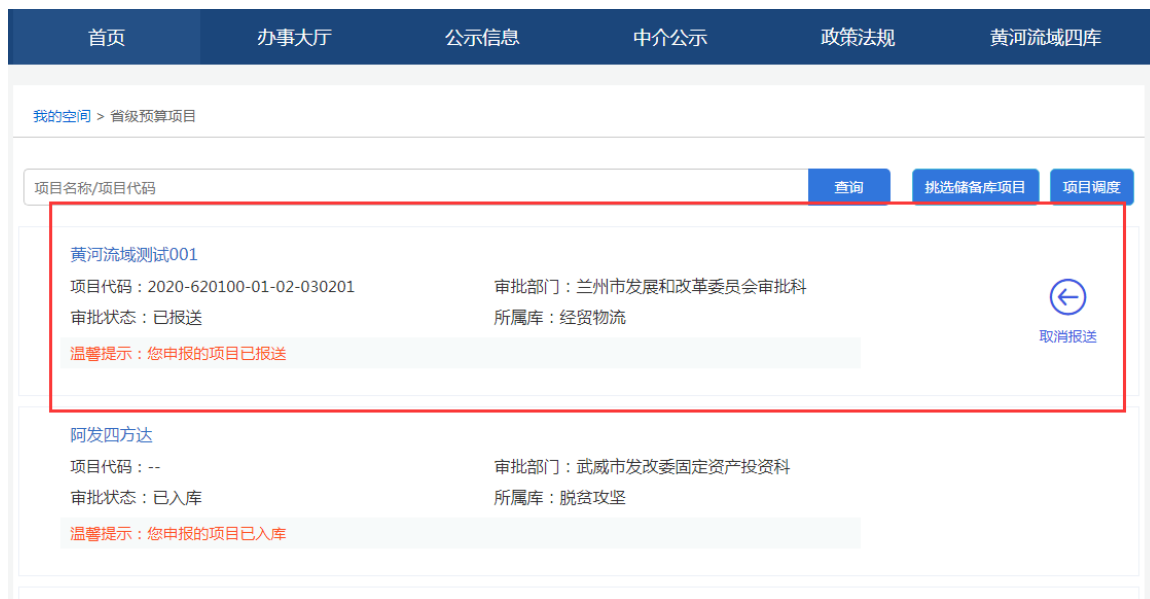 首页 办事大厅 公示信息 中介公示 政策法规 黄河流域四库
我的空间 > 省级预算项目
项目名称/项目代码 查询 挑选储备库项目 项目调度
黄河流域测试001
项目代码：2020-620100-01-02-030201 审批部门：兰州市发展和改革委员会审批科
审批状态：已报送 所属库：经贸物流
取消报送
温馨提示：您申报的项目已报送
阿发四方达
项目代码：-- 审批部门：武威市发改委固定资产投资科
审批状态：已入库 所属库：脱贫攻坚
温馨提示：您申报的项目已入库